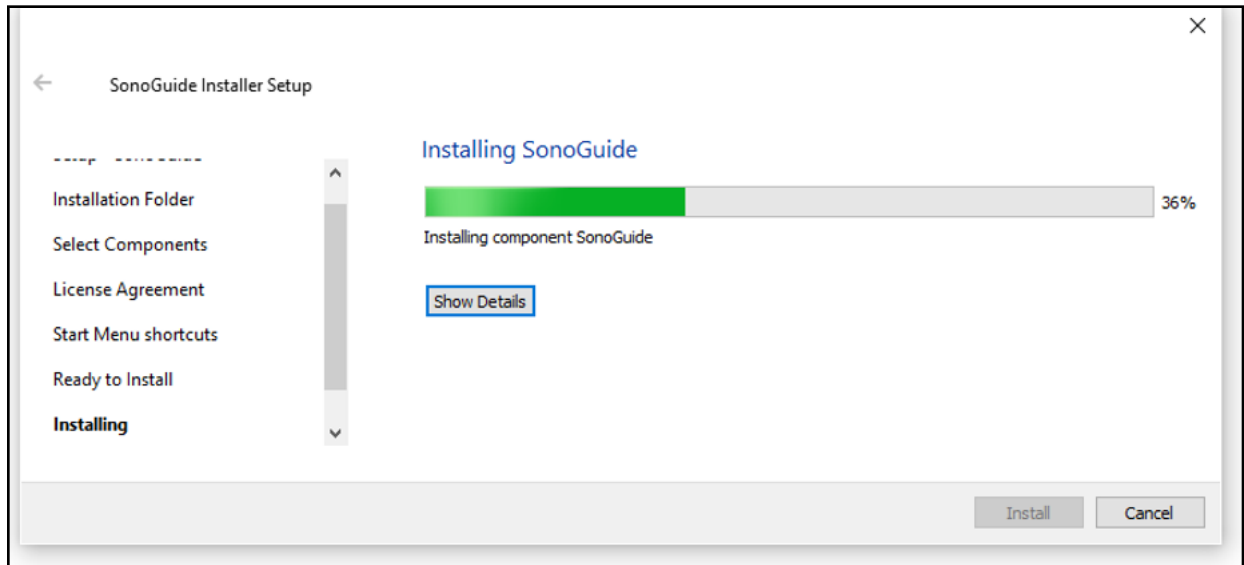 SonoGuide Installer Setup
Installation Folder
Select Components
License Agreement
Start Menu shortcuts
Ready to Install
Installing
Installing SonoGuide
36%
Installing component SonoGuide
Show Details
Install
Cancel